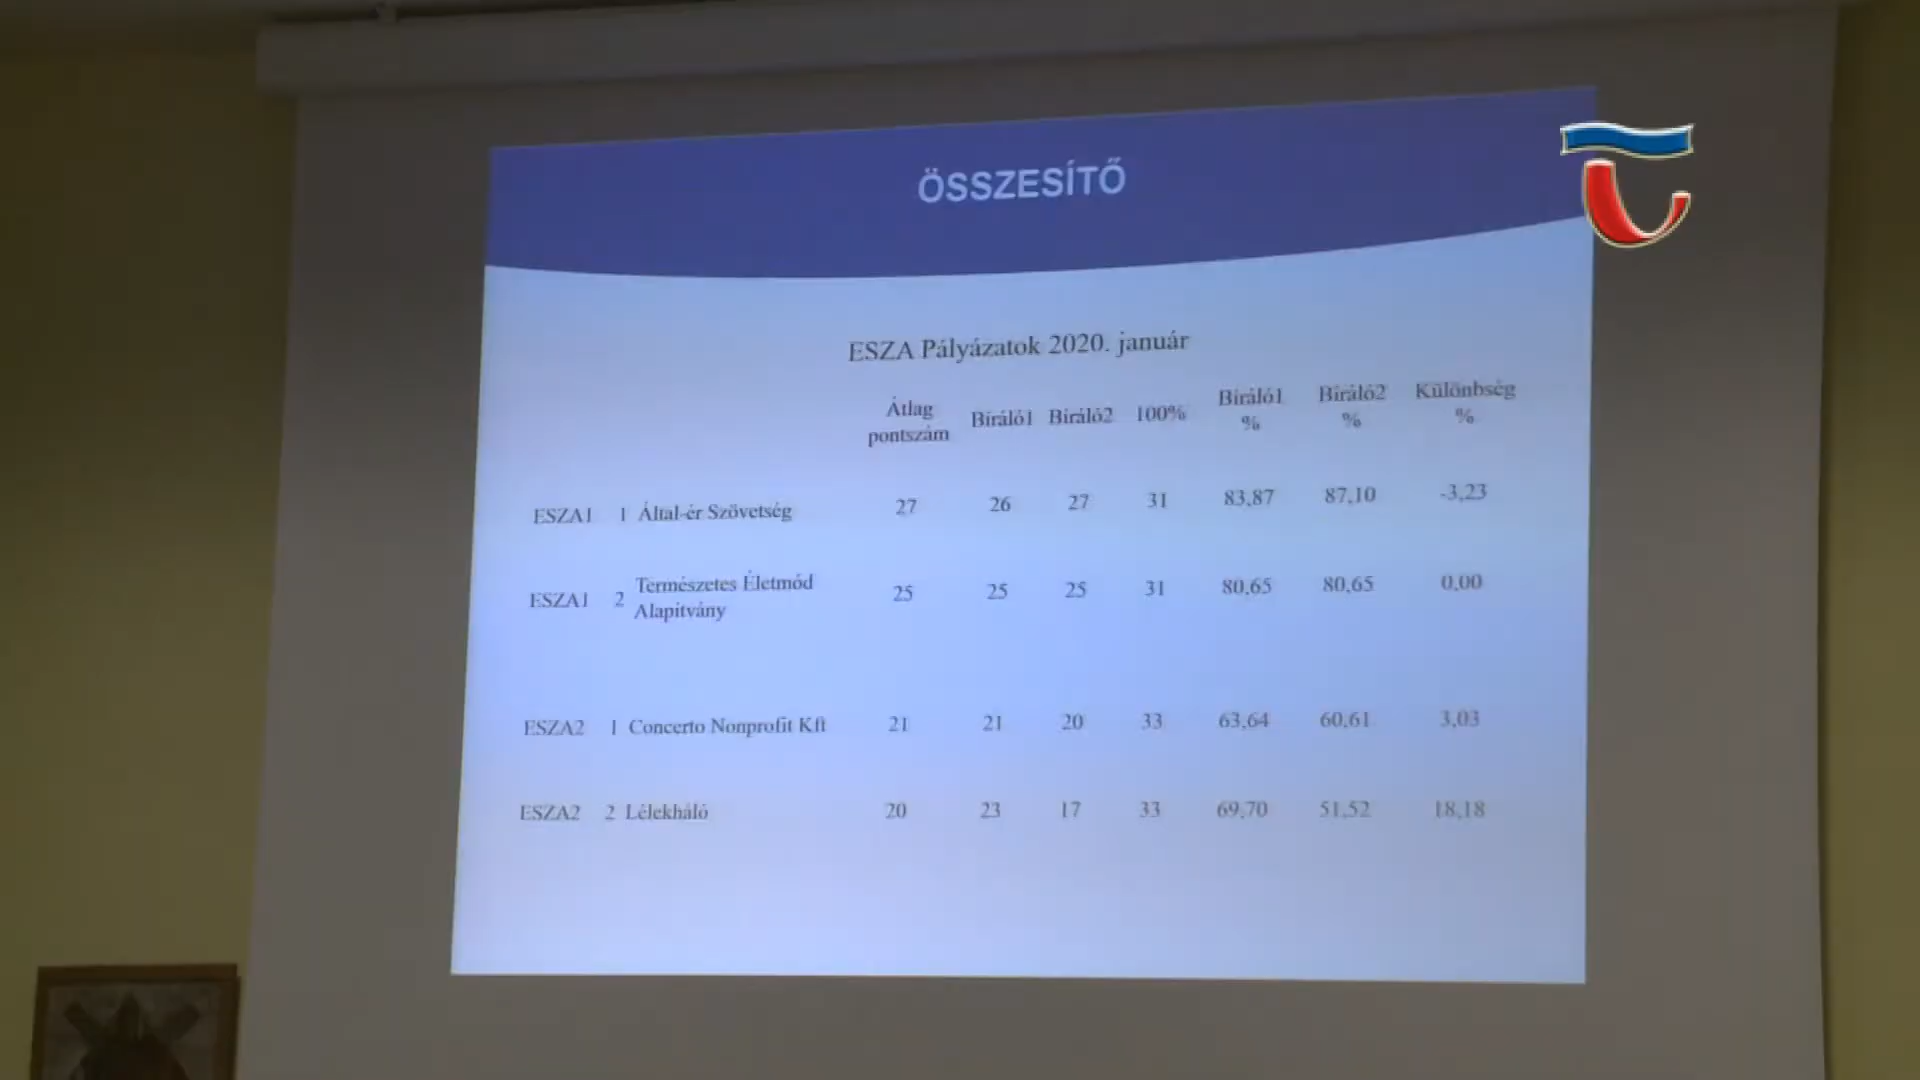 ÖSSZESÍTŐ
ESZA Pályázatok 2020. január
Átlag pontszám Bíráló1 Bíráló2 100% Bíráló1 % Bíráló2 % Különbség %
ESZA1 1 Által-ér Szövetség 27 26 27 31 83,87 87,10 -3,23
ESZA1 2 Természetes Életmód Alapítvány 25 25 25 31 80,65 80,65 0,00
ESZA2 1 Concerto Nonprofit Kft 21 21 20 33 63,64 60,61 3,03
ESZA2 2 Lélekháló 20 23 17 33 69,70 51,52 18,18